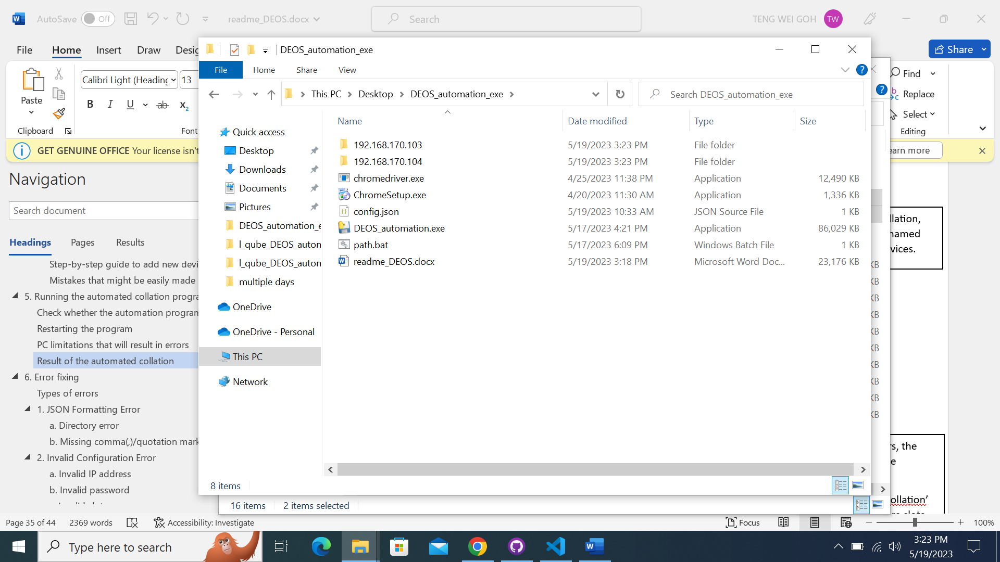 AutoSave Off readme_DEOS.docx Search TENG WEI GOH TW
File Home Insert Draw Desig Share
DEOS_automation_exe
File Home Share View ?
Calibri Light (Heading 13
Paste
B I U ab x2
Clipboard Font
Find
Replace
Select
Editing
This PC Desktop DEOS_automation_exe Search DEOS_automation_exe
GET GENUINE OFFICE Your license isn't earn more
Name Date modified Type Size
192.168.170.103 5/19/2023 3:23 PM File folder
192.168.170.104 5/19/2023 3:23 PM File folder
chromedriver.exe 4/25/2023 11:38 PM Application 12,490 KB
ChromeSetup.exe 4/20/2023 11:30 AM Application 1,336 KB
config.json 5/19/2023 10:33 AM JSON Source File 1 KB
DEOS_automation.exe 5/17/2023 4:21 PM Application 86,029 KB
path.bat 5/17/2023 6:09 PM Windows Batch File 1 KB
readme_DEOS.docx 5/19/2023 3:18 PM Microsoft Word Doc... 23,176 KB
Quick access
Desktop
Downloads
Documents
Pictures
DEOS_automation_e
l_qube_DEOS_auton
l_qube_DEOS_auton
multiple days
OneDrive
OneDrive - Personal
This PC
Network
8 items
16 items 2 items selected
Navigation
Search document
Headings Pages Results
Step-by-step guide to add new devi
Mistakes that might be easily made
5. Running the automated collation progra
Check whether the automation program
Restarting the program
PC limitations that will result in errors
Result of the automated collation
6. Error fixing
Types of errors
1. JSON Formatting Error
a. Directory error
b. Missing comma(,)/quotation mark
2. Invalid Configuration Error
a. Invalid IP address
b. Invalid password
llation,
named
vices.
KB
KB
KB
KB
KB
KB
KB
KB
KB
KB
rs, the
e
ollation’
Page 35 of 44 2369 words Accessibility: Investigate Focus 100%
Type here to search
3:23 PM
5/19/2023